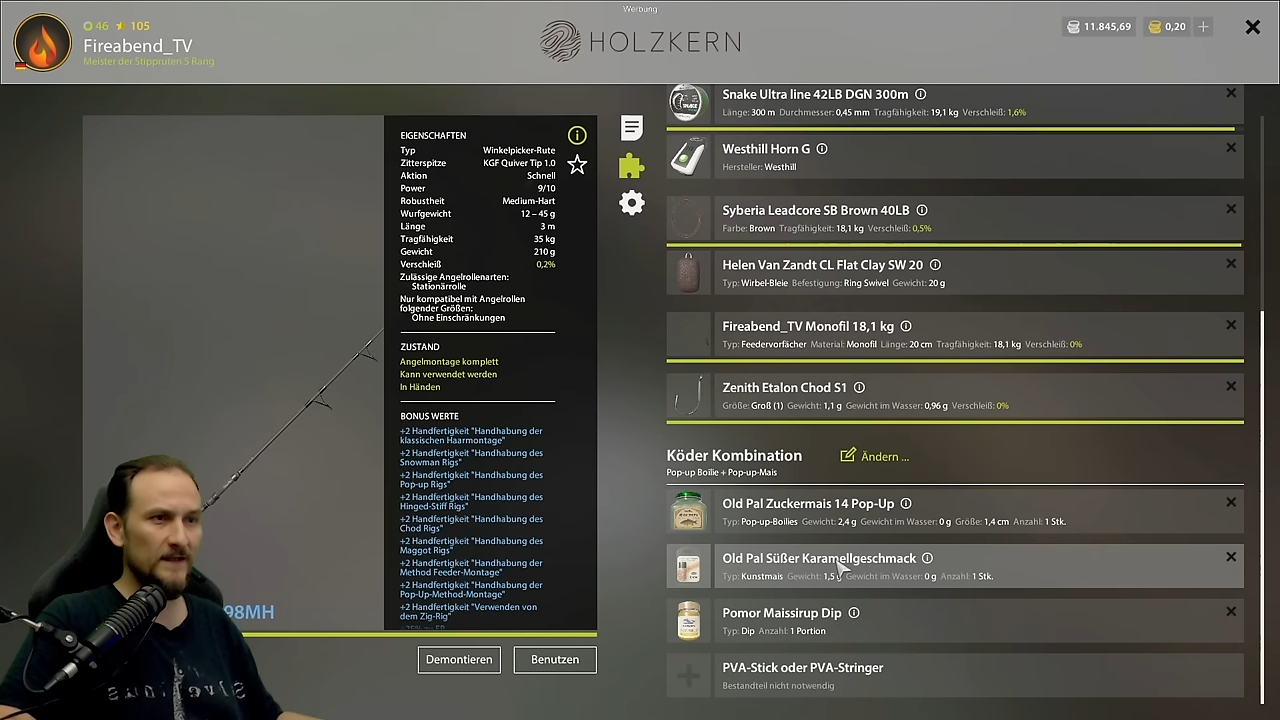 Werbung
46 105
Fireabend_TV
Meister der Stippruten 5 Rang
HOLZKERN
11.845,69
0,20
EIGENSCHAFTEN
Typ Winkelpicker-Rute
Zitterspitze KGF Quiver Tip 1.0
Aktion Schnell
Power 9/10
Robustheit Medium-Hart
Wurfgewicht 12 – 45 g
Länge 3 m
Tragfähigkeit 35 kg
Gewicht 210 g
Verschleiß 0,2%
Zulässige Angelrollenarten:
Stationärrolle
Nur kompatibel mit Angelrollen
folgender Größen:
Ohne Einschränkungen
ZUSTAND
Angelmontage komplett
Kann verwendet werden
In Händen
BONUS WERTE
+2 Handfertigkeit "Handhabung der
klassischen Haarmontage"
+2 Handfertigkeit "Handhabung des
Snowman Rigs"
+2 Handfertigkeit "Handhabung des
Pop-up Rigs"
+2 Handfertigkeit "Handhabung des
Hinged-Stiff Rigs"
+2 Handfertigkeit "Handhabung des
Chod Rigs"
+2 Handfertigkeit "Handhabung des
Maggot Rigs"
+2 Handfertigkeit "Handhabung der
Method Feeder-Montage"
+2 Handfertigkeit "Handhabung der
Pop-Up-Method-Montage"
+2 Handfertigkeit "Verwenden von
dem Zig-Rig"
98MH
Demontieren
Benutzen
Snake Ultra line 42LB DGN 300m
Länge: 300 m Durchmesser: 0,45 mm Tragfähigkeit: 19,1 kg Verschleiß: 1,6%
Westhill Horn G
Hersteller: Westhill
Syberia Leadcore SB Brown 40LB
Farbe: Brown Tragfähigkeit: 18,1 kg Verschleiß: 0,5%
Helen Van Zandt CL Flat Clay SW 20
Typ: Wirbel-Bleie Befestigung: Ring Swivel Gewicht: 20 g
Fireabend_TV Monofil 18,1 kg
Typ: Feedervorfächer Material: Monofil Länge: 20 cm Tragfähigkeit: 18,1 kg Verschleiß: 0%
Zenith Etalon Chod S1
Größe: Groß (1) Gewicht: 1,1 g Gewicht im Wasser: 0,96 g Verschleiß: 0%
Köder Kombination
Ändern ...
Pop-up Boilie + Pop-up-Mais
Old Pal Zuckermais 14 Pop-Up
Typ: Pop-up-Boilies Gewicht: 2,4 g Gewicht im Wasser: 0 g Größe: 1,4 cm Anzahl: 1 Stk.
Old Pal Süßer Karamellgeschmack
Typ: Kunstmais Gewicht: 1,5 g Gewicht im Wasser: 0 g Anzahl: 1 Stk.
Pomor Maissirup Dip
Typ: Dip Anzahl: 1 Portion
PVA-Stick oder PVA-Stringer
Bestandteil nicht notwendig